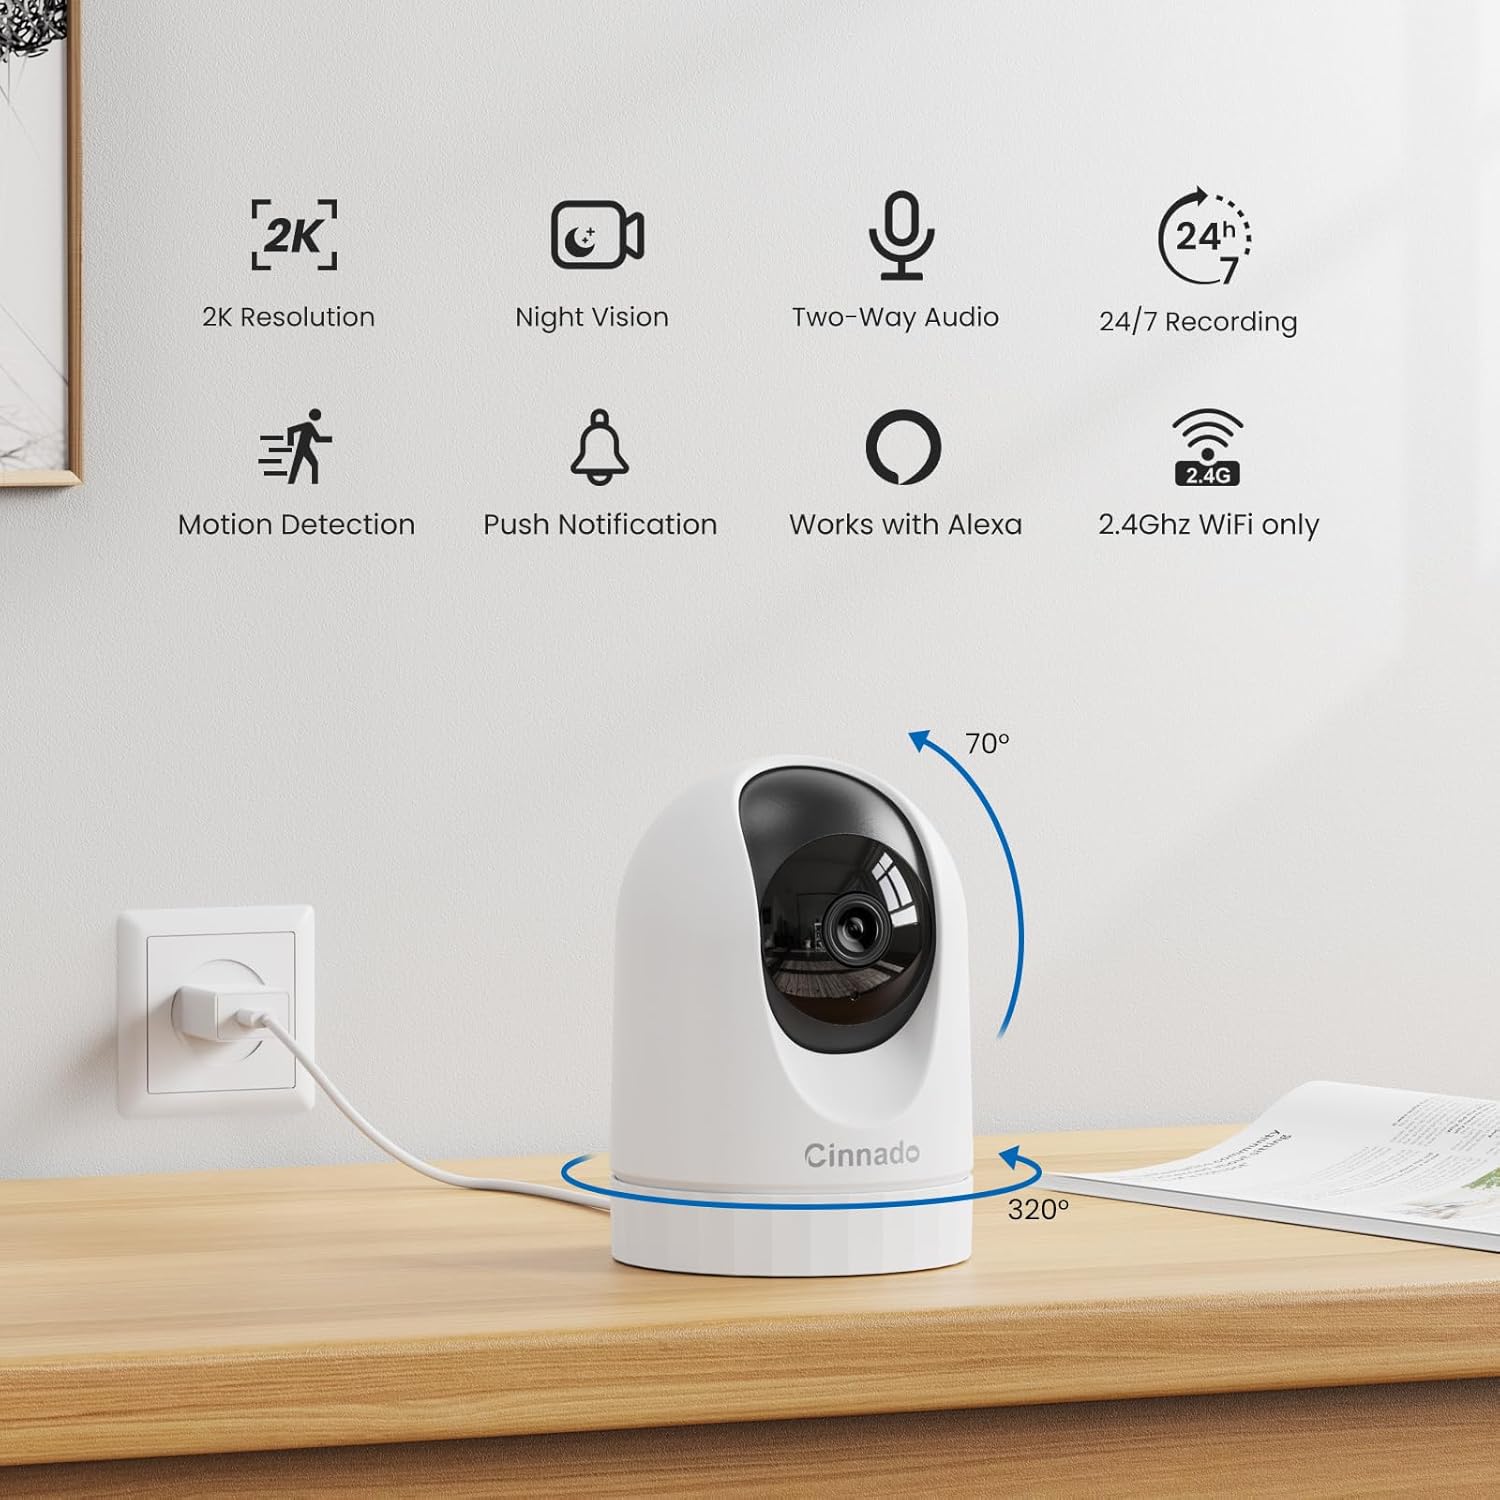 2K
24h
7
2K Resolution
Night Vision
Two-Way Audio
24/7 Recording
2.4G
Motion Detection
Push Notification
Works with Alexa
2.4Ghz WiFi only
70°
Cinnado
320°